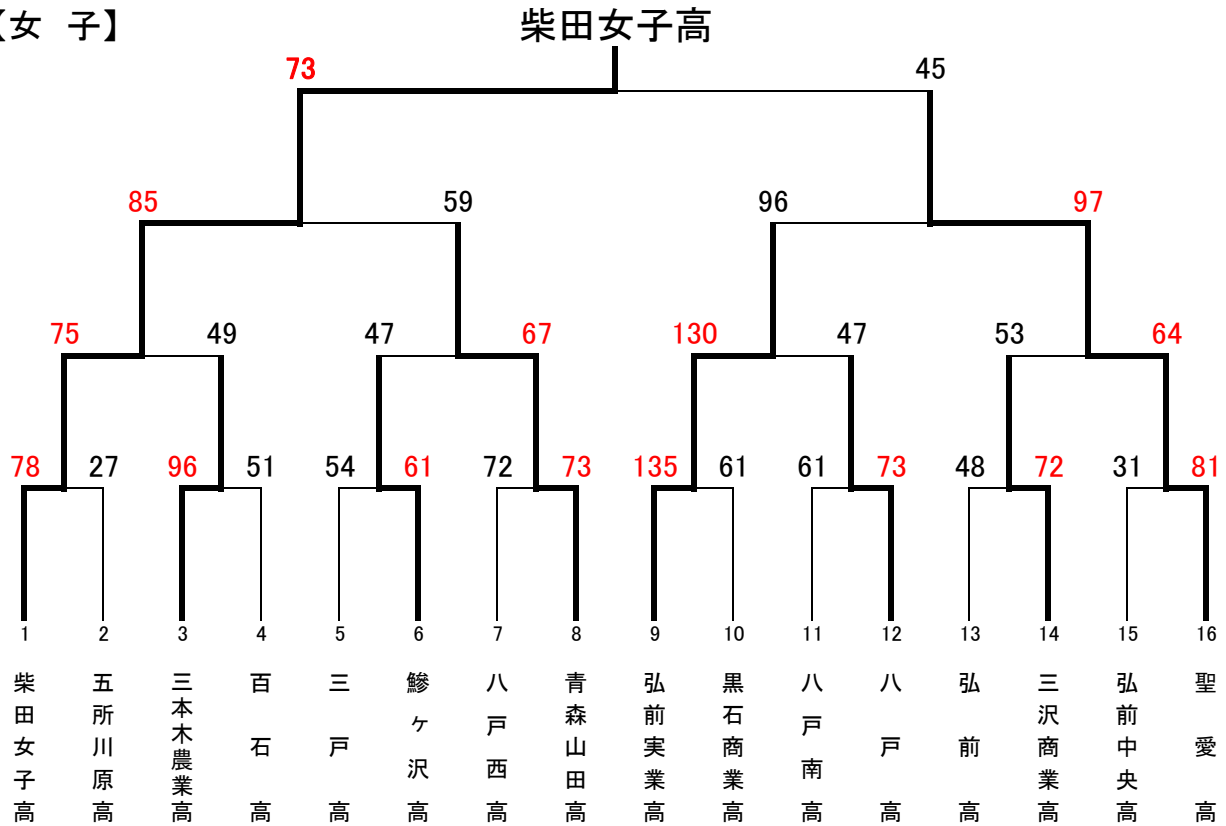 【女 子】
柴田女子高
73 45
85 59 96 97
75 49 47 67 130 47 53 64
78 27 96 51 54 61 72 73 135 61 61 73 48 72 31 81
1 2 3 4 5 6 7 8 9 10 11 12 13 14 15 16
柴田女子高
五所川原高
三本木農業高
百石高
三戸高
鰺ヶ沢高
八戸西高
青森山田高
弘前実業高
黒石商業高
八戸南高
八戸高
弘前高
三沢商業高
弘前中央高
聖愛高